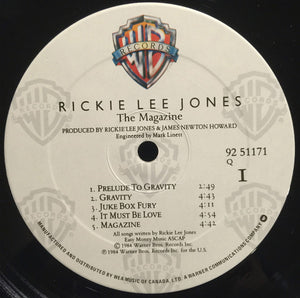 WB
RECORDS
RICKIE LEE JONES
The Magazine
PRODUCED BY RICKIE LEE JONES & JAMES NEWTON HOWARD
Engineered by Mark Linett
92 51171
Q
I
1. PRELUDE TO GRAVITY 2:49
2. GRAVITY 4:43
3. JUKE BOX FURY 4:11
4. IT MUST BE LOVE 4:54
5. MAGAZINE 4:42
All songs written by Rickie Lee Jones
Easy Money Music ASCAP
© 1984 Warner Bros. Records Inc.
℗ 1984 Warner Bros. Records Inc. for the U.S.
MANUFACTURED AND DISTRIBUTED BY WEA MUSIC OF CANADA, LTD. A WARNER COMMUNICATIONS COMPANY